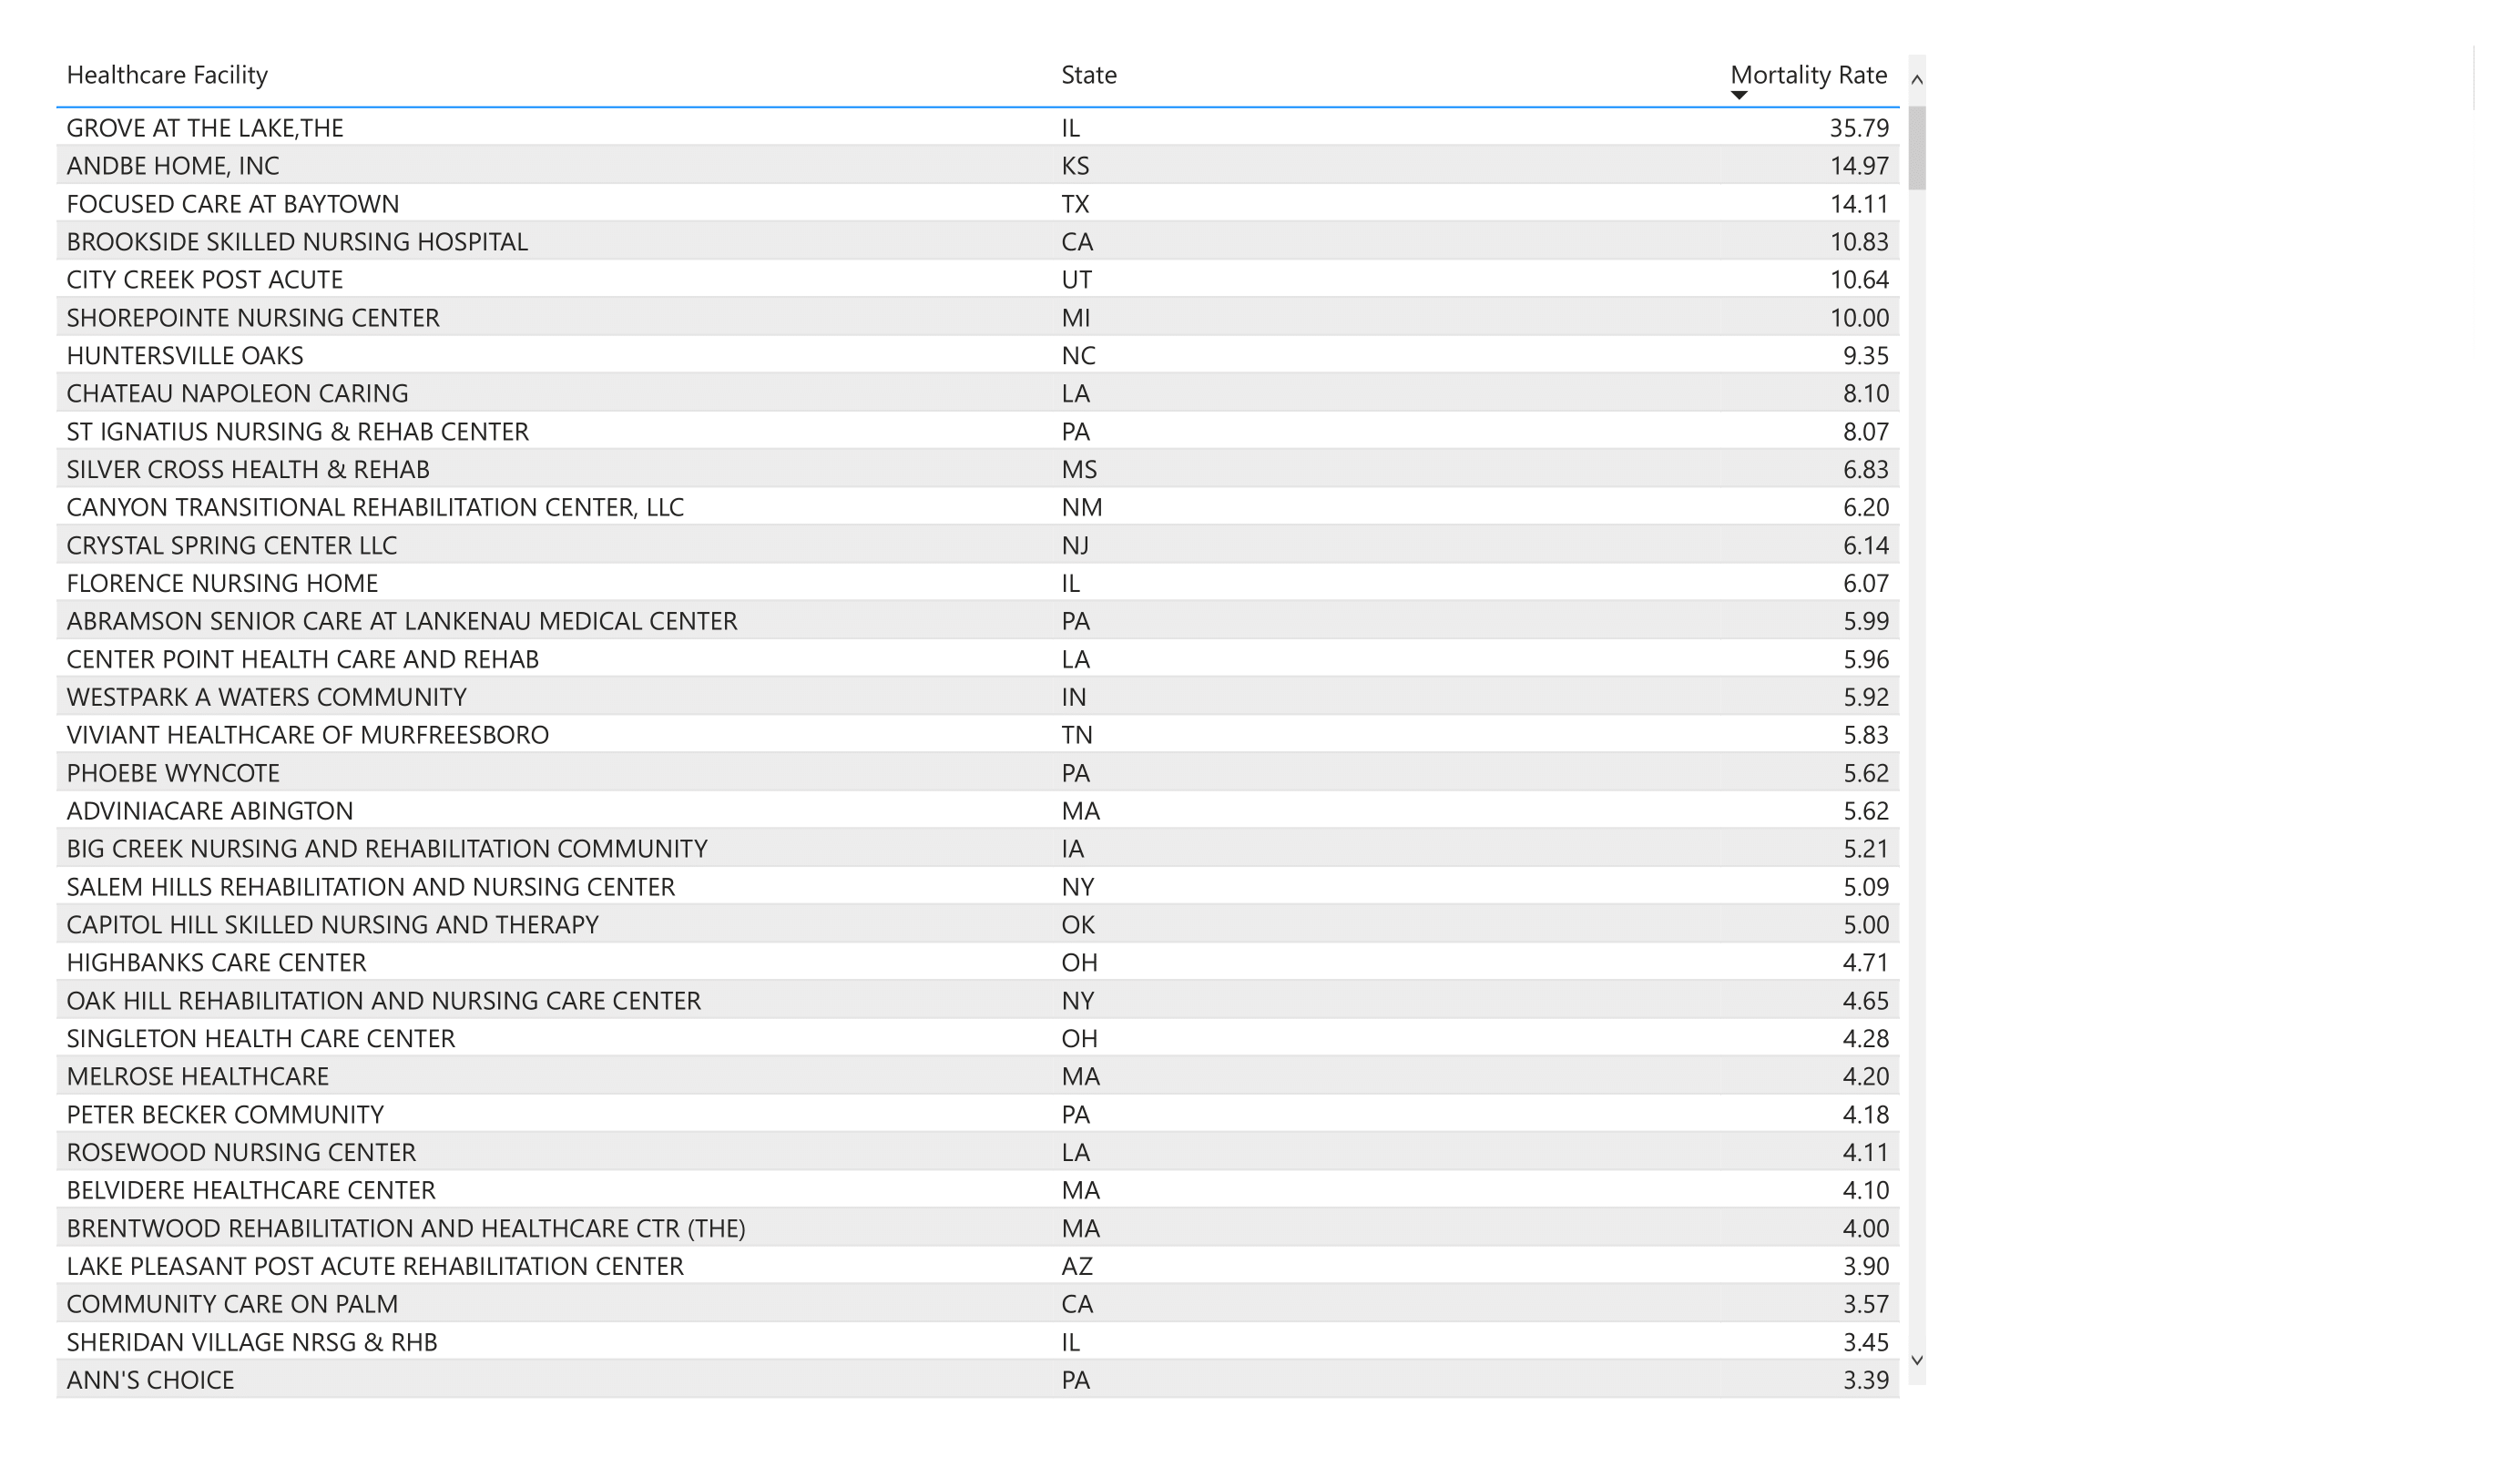 Healthcare Facility State Mortality Rate
GROVE AT THE LAKE,THE IL 35.79
ANDBE HOME, INC KS 14.97
FOCUSED CARE AT BAYTOWN TX 14.11
BROOKSIDE SKILLED NURSING HOSPITAL CA 10.83
CITY CREEK POST ACUTE UT 10.64
SHOREPOINTE NURSING CENTER MI 10.00
HUNTERSVILLE OAKS NC 9.35
CHATEAU NAPOLEON CARING LA 8.10
ST IGNATIUS NURSING & REHAB CENTER PA 8.07
SILVER CROSS HEALTH & REHAB MS 6.83
CANYON TRANSITIONAL REHABILITATION CENTER, LLC NM 6.20
CRYSTAL SPRING CENTER LLC NJ 6.14
FLORENCE NURSING HOME IL 6.07
ABRAMSON SENIOR CARE AT LANKENAU MEDICAL CENTER PA 5.99
CENTER POINT HEALTH CARE AND REHAB LA 5.96
WESTPARK A WATERS COMMUNITY IN 5.92
VIVIANT HEALTHCARE OF MURFREESBORO TN 5.83
PHOEBE WYNCOTE PA 5.62
ADVINIACARE ABINGTON MA 5.62
BIG CREEK NURSING AND REHABILITATION COMMUNITY IA 5.21
SALEM HILLS REHABILITATION AND NURSING CENTER NY 5.09
CAPITOL HILL SKILLED NURSING AND THERAPY OK 5.00
HIGHBANKS CARE CENTER OH 4.71
OAK HILL REHABILITATION AND NURSING CARE CENTER NY 4.65
SINGLETON HEALTH CARE CENTER OH 4.28
MELROSE HEALTHCARE MA 4.20
PETER BECKER COMMUNITY PA 4.18
ROSEWOOD NURSING CENTER LA 4.11
BELVIDERE HEALTHCARE CENTER MA 4.10
BRENTWOOD REHABILITATION AND HEALTHCARE CTR (THE) MA 4.00
LAKE PLEASANT POST ACUTE REHABILITATION CENTER AZ 3.90
COMMUNITY CARE ON PALM CA 3.57
SHERIDAN VILLAGE NRSG & RHB IL 3.45
ANN'S CHOICE PA 3.39